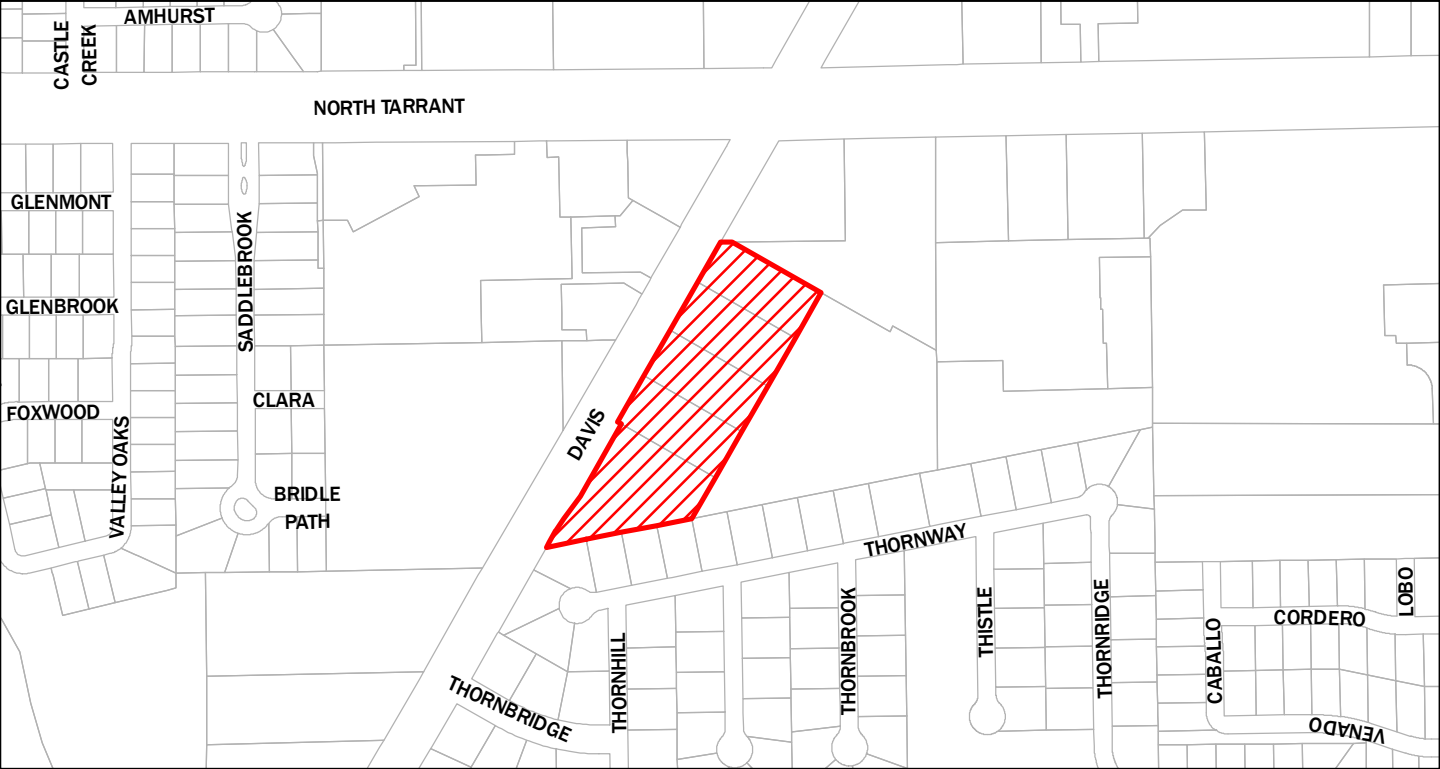 AMHURST
CASTLE
CREEK
NORTH TARRANT
GLENMONT
SADDLEBROOK
GLENBROOK
CLARA
FOXWOOD
VALLEY OAKS
DAVIS
BRIDLE
PATH
THORNWAY
THORNHILL
THORNBROOK
THISTLE
THORNRIDGE
LOBO
CORDERO
CABALLO
THORNBRIDGE
VENADO